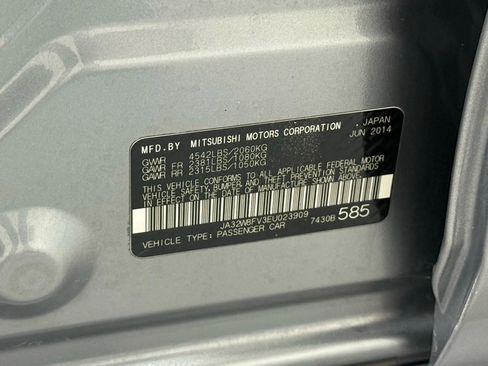 MFD.BY MITSUBISHI MOTORS CORPORATION JAPAN
JUN 2014
GVWR 4542LBS/2060KG
GAWR FR 2381LBS/1080KG
GAWR RR 2315LBS/1050KG
THIS VEHICLE CONFORMS TO ALL APPLICABLE FEDERAL MOTOR
VEHICLE SAFETY, BUMPER, AND THEFT PREVENTION STANDARDS
IN EFFECT ON THE DATE OF MANUFACTURE SHOWN ABOVE.
JA32W8FV3EU023909 7430B 585
VEHICLE TYPE: PASSENGER CAR